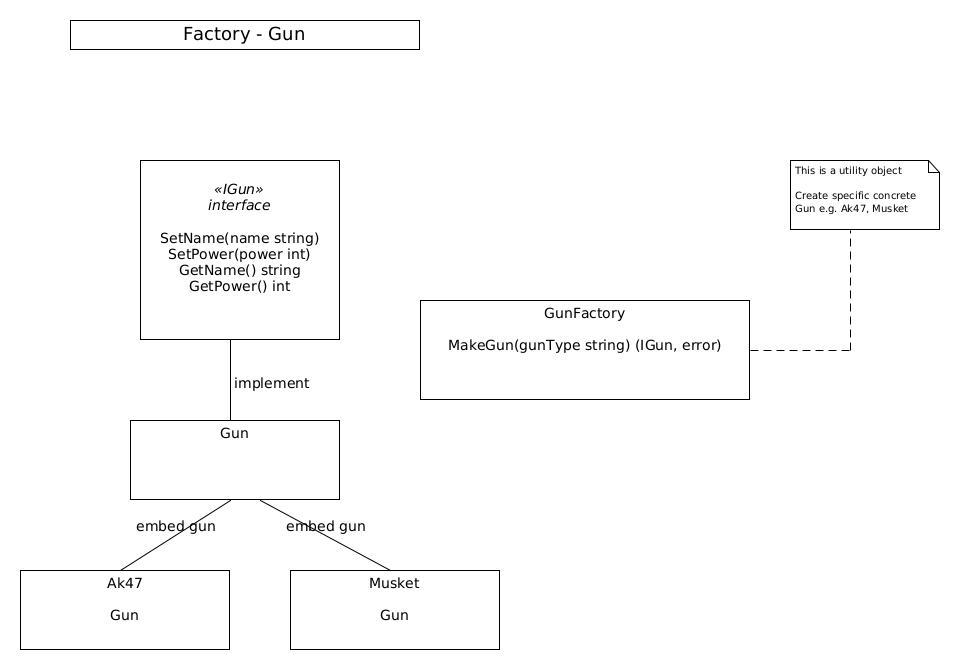 Factory - Gun
«IGun»
interface
SetName(name string)
SetPower(power int)
GetName() string
GetPower() int
This is a utility object
Create specific concrete
Gun e.g. Ak47, Musket
GunFactory
MakeGun(gunType string) (IGun, error)
implement
Gun
embed gun
embed gun
Ak47
Gun
Musket
Gun